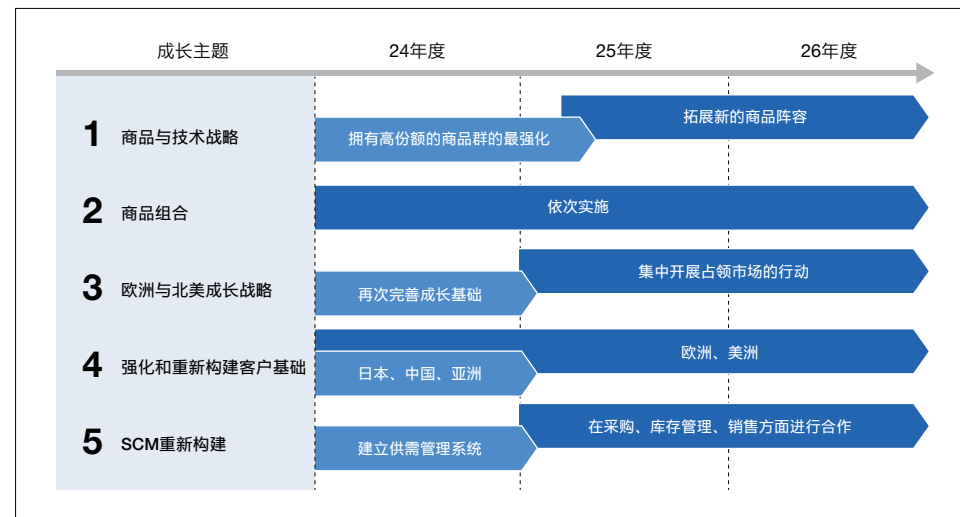 成长主题 24年度 25年度 26年度
拓展新的商品阵容
1 商品与技术战略 拥有高份额的商品群的最强化
2 商品组合 依次实施
集中开展占领市场的行动
3 欧洲与北美成长战略 再次完善成长基础
欧洲、美洲
4 强化和重新构建客户基础 日本、中国、亚洲
在采购、库存管理、销售方面进行合作
5 SCM重新构建 建立供需管理系统